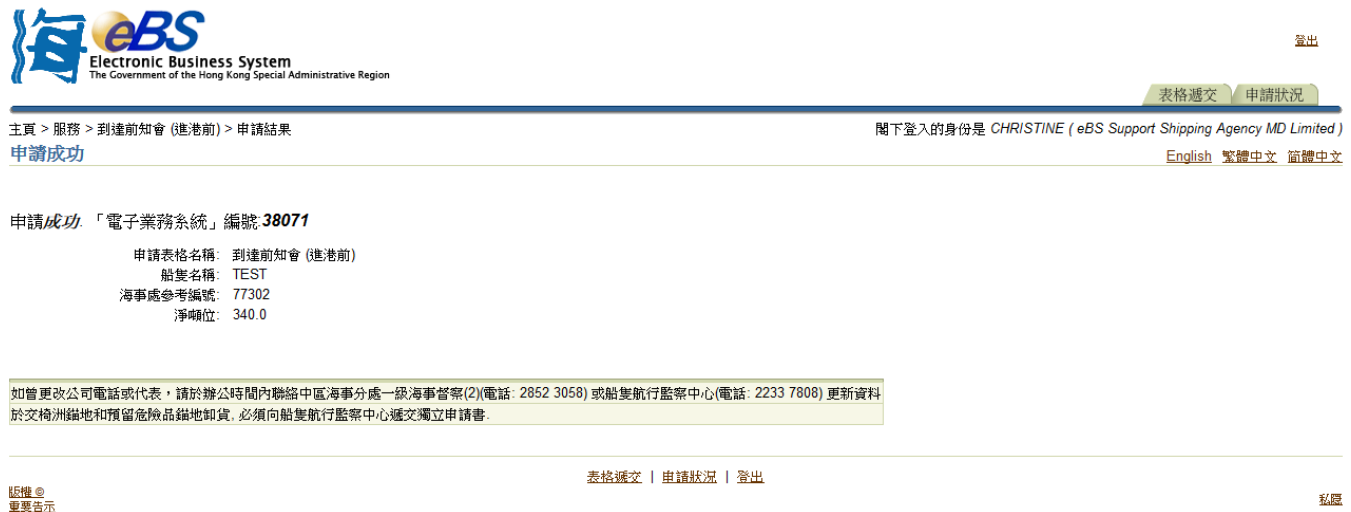 eBS
Electronic Business System
The Government of the Hong Kong Special Administrative Region
登出
表格遞交 申請狀況
主頁 > 服務 > 到達前知會 (進港前) > 申請結果
閣下登入的身份是 CHRISTINE ( eBS Support Shipping Agency MD Limited )
申請成功
English 繁體中文 简體中文
申請成功. 「電子業務系統」編號:38071
申請表格名稱: 到達前知會 (進港前)
船隻名稱: TEST
海事處參考編號: 77302
淨噸位: 340.0
如曾更改公司電話或代表，請於辦公時間內聯絡中區海事分處一級海事督察(2)(電話: 2852 3058) 或船隻航行監察中心(電話: 2233 7808) 更新資料
於交椅洲錨地和預留危險品錨地卸貨, 必須向船隻航行監察中心遞交獨立申請書.
表格遞交 | 申請狀況 | 登出
版權 ©
重要告示
私隱